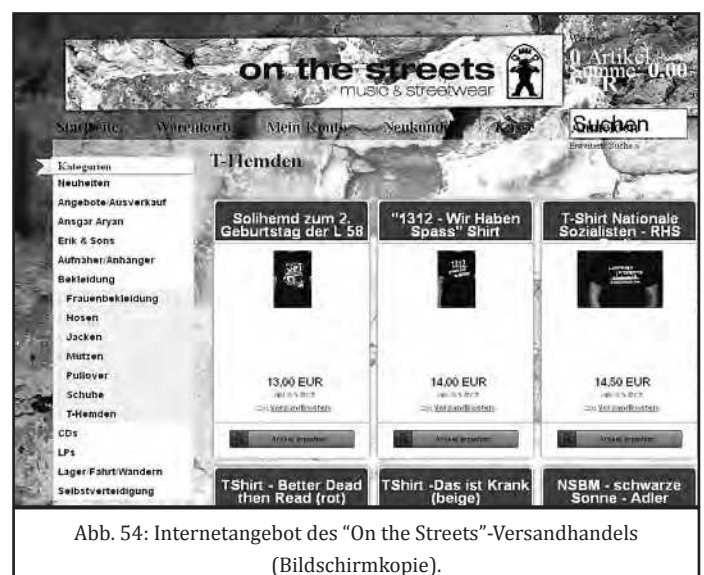 on the streets
music & streetwear
0 Artikel
Summe: 0.00
Startseite Warenkorb Mein Konto Neukunde Kasse
Suchen
Erweiterte Suche »
Kategorien
T-Hemden
Neuheiten
Angebote/Ausverkauf
Ansgar Aryan
Erik & Sons
Aufnäher/Anhänger
Bekleidung
Frauenbekleidung
Hosen
Jacken
Mützen
Pullover
Schuhe
T-Hemden
CDs
LPs
Lager/Fahrt/Wandern
Selbstverteidigung
Solihemd zum 2.
Geburtstag der L 58
13,00 EUR
zzgl. Versandkosten
"1312 - Wir Haben
Spass" Shirt
14,00 EUR
zzgl. Versandkosten
T-Shirt Nationale
Sozialisten - RHS
14,50 EUR
zzgl. Versandkosten
TShirt - Better Dead
then Read (rot)
TShirt -Das ist Krank
(beige)
NSBM - schwarze
Sonne - Adler
Abb. 54: Internetangebot des “On the Streets”-Versandhandels
(Bildschirmkopie).